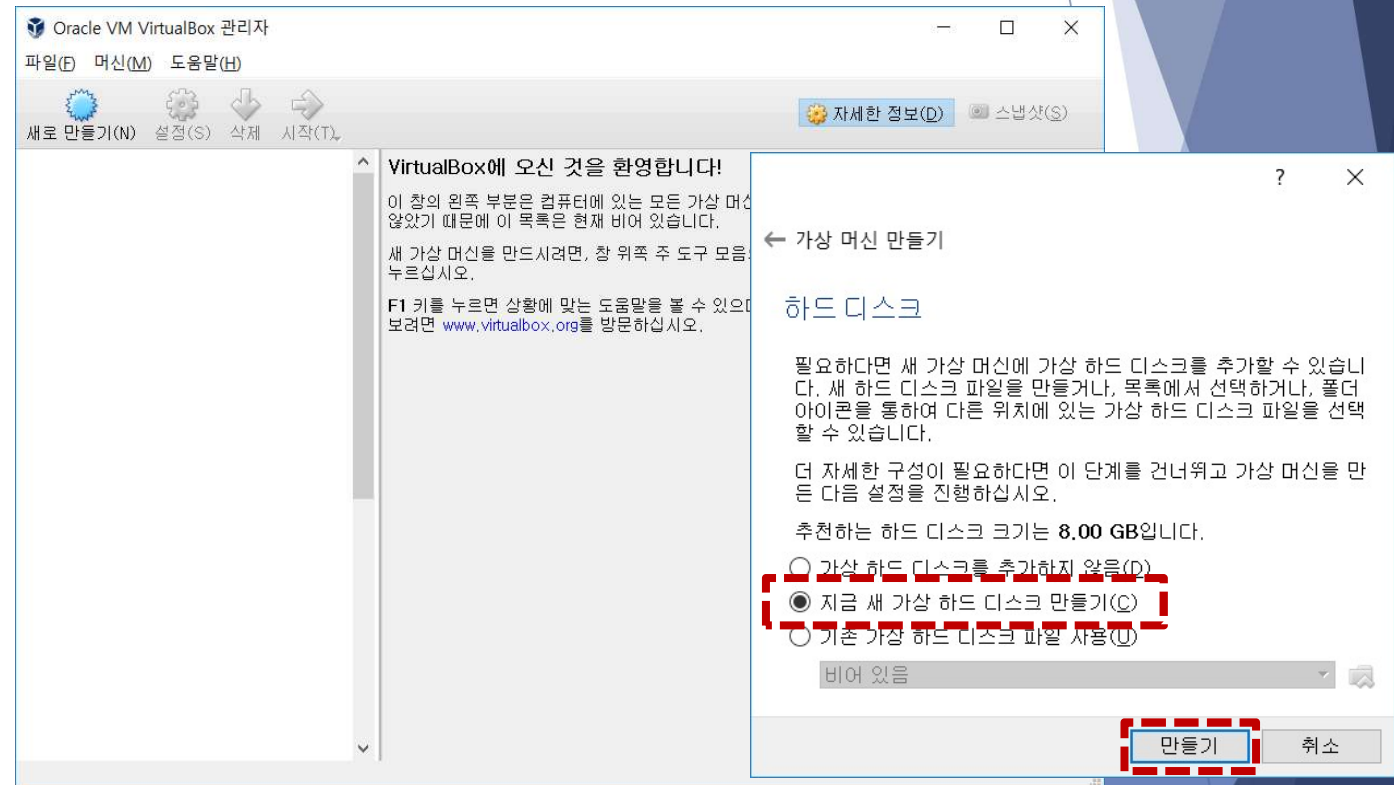 Oracle VM VirtualBox 관리자
파일(F) 머신(M) 도움말(H)
새로 만들기(N) 설정(S) 삭제 시작(T)
자세한 정보(D) 스냅샷(S)
VirtualBox에 오신 것을 환영합니다!
이 창의 왼쪽 부분은 컴퓨터에 있는 모든 가상 머신
않았기 때문에 이 목록은 현재 비어 있습니다.
새 가상 머신을 만드시려면, 창 위쪽 주 도구 모음
누르십시오.
F1 키를 누르면 상황에 맞는 도움말을 볼 수 있으
보려면 www.virtualbox.org를 방문하십시오.
?
← 가상 머신 만들기
하드 디스크
필요하다면 새 가상 머신에 가상 하드 디스크를 추가할 수 있습니
다. 새 하드 디스크 파일을 만들거나, 목록에서 선택하거나, 폴더
아이콘을 통하여 다른 위치에 있는 가상 하드 디스크 파일을 선택
할 수 있습니다.
더 자세한 구성이 필요하다면 이 단계를 건너뛰고 가상 머신을 만
든 다음 설정을 진행하십시오.
추천하는 하드 디스크 크기는 8.00 GB입니다.
가상 하드 디스크를 추가하지 않음(D)
지금 새 가상 하드 디스크 만들기(C)
기존 가상 하드 디스크 파일 사용(U)
비어 있음
만들기 취소